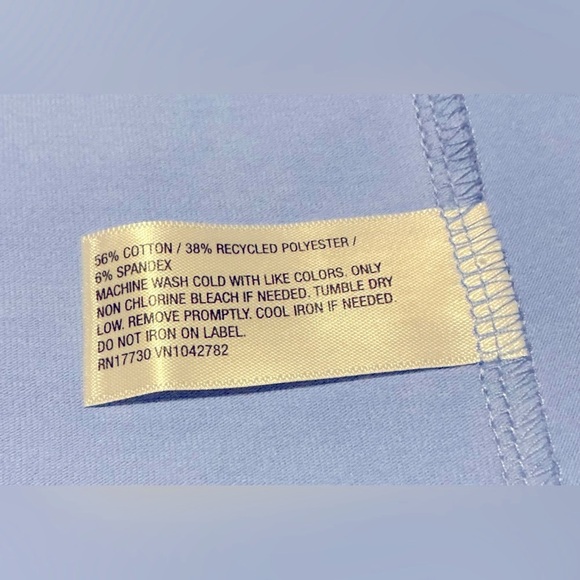 56% COTTON / 38% RECYCLED POLYESTER /
6% SPANDEX
MACHINE WASH COLD WITH LIKE COLORS. ONLY
NON CHLORINE BLEACH IF NEEDED. TUMBLE DRY
LOW. REMOVE PROMPTLY. COOL IRON IF NEEDED.
DO NOT IRON ON LABEL.
RN17730 VN1042782